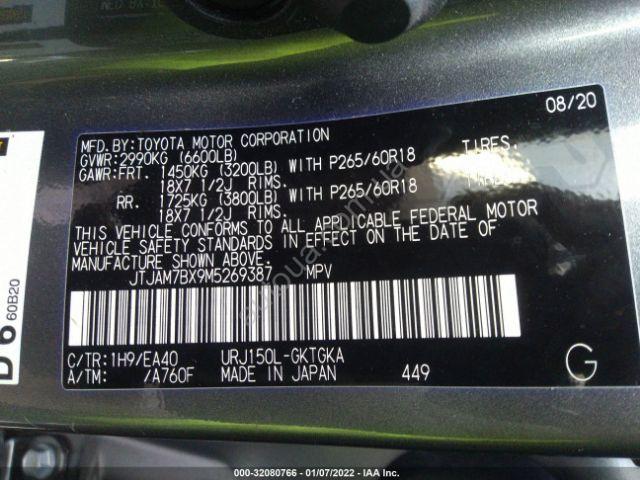 08/20
MFD. BY:TOYOTA MOTOR CORPORATION
GVWR:2990KG (6600LB)
GAWR:FRT. 1450KG (3200LB) WITH P265/60R18 TIRES,
18X7 1/2J RIMS.
RR. 1725KG (3800LB) WITH P265/60R18
18X7 1/2J RIMS.
THIS VEHICLE CONFORMS TO ALL APPLICABLE FEDERAL MOTOR
VEHICLE SAFETY STANDARDS IN EFFECT ON THE DATE OF
MANUFACTURE SHOWN ABOVE.
JTJAM7BX9M5269387 MPV
C/TR:1H9/EA40 URJ150L-GKTGKA
A/TM: /A760F MADE IN JAPAN 449
G
D6
60B20
000-32080766 - 01/07/2022 - IAA Inc.